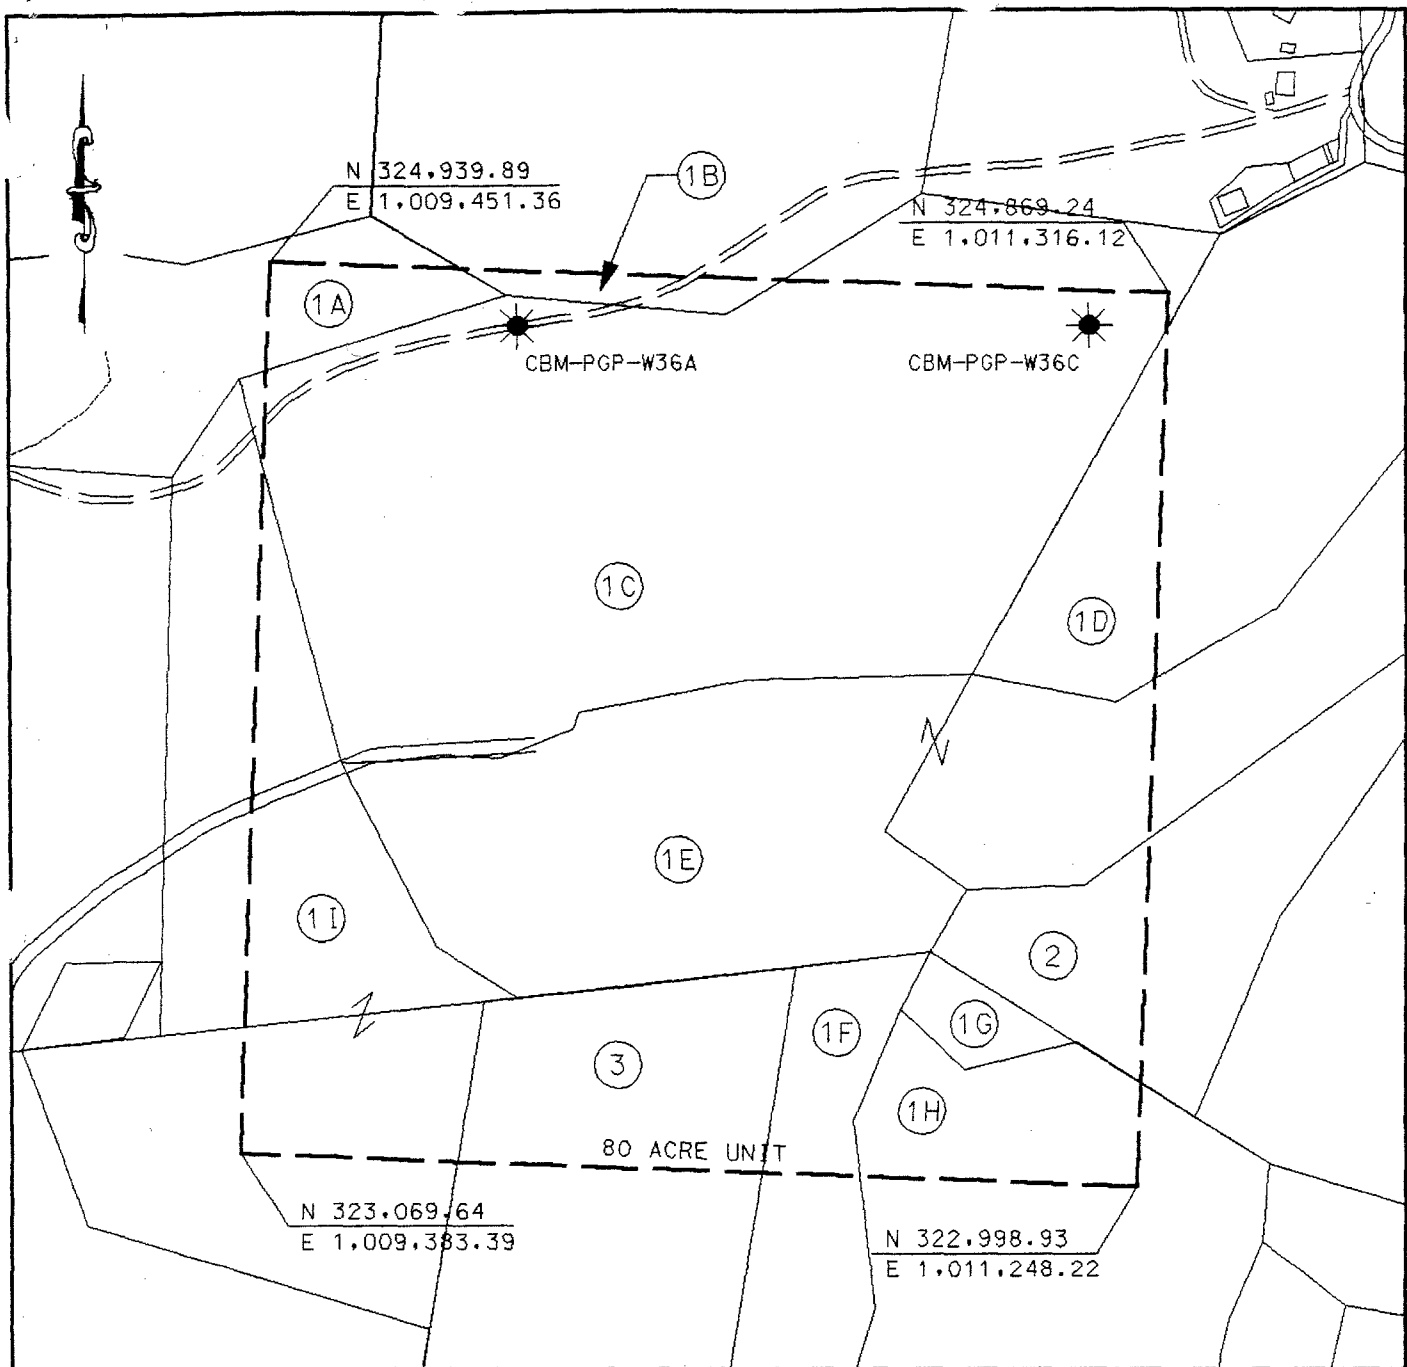 N 324,939.89
E 1,009,451.36
1B
N 324,869.24
E 1,011,316.12
1A
CBM-PGP-W36A
CBM-PGP-W36C
1C
1D
1E
1I
2
1G
1F
3
1H
80 ACRE UNIT
N 323,069.64
E 1,009,383.39
N 322,998.93
E 1,011,248.22